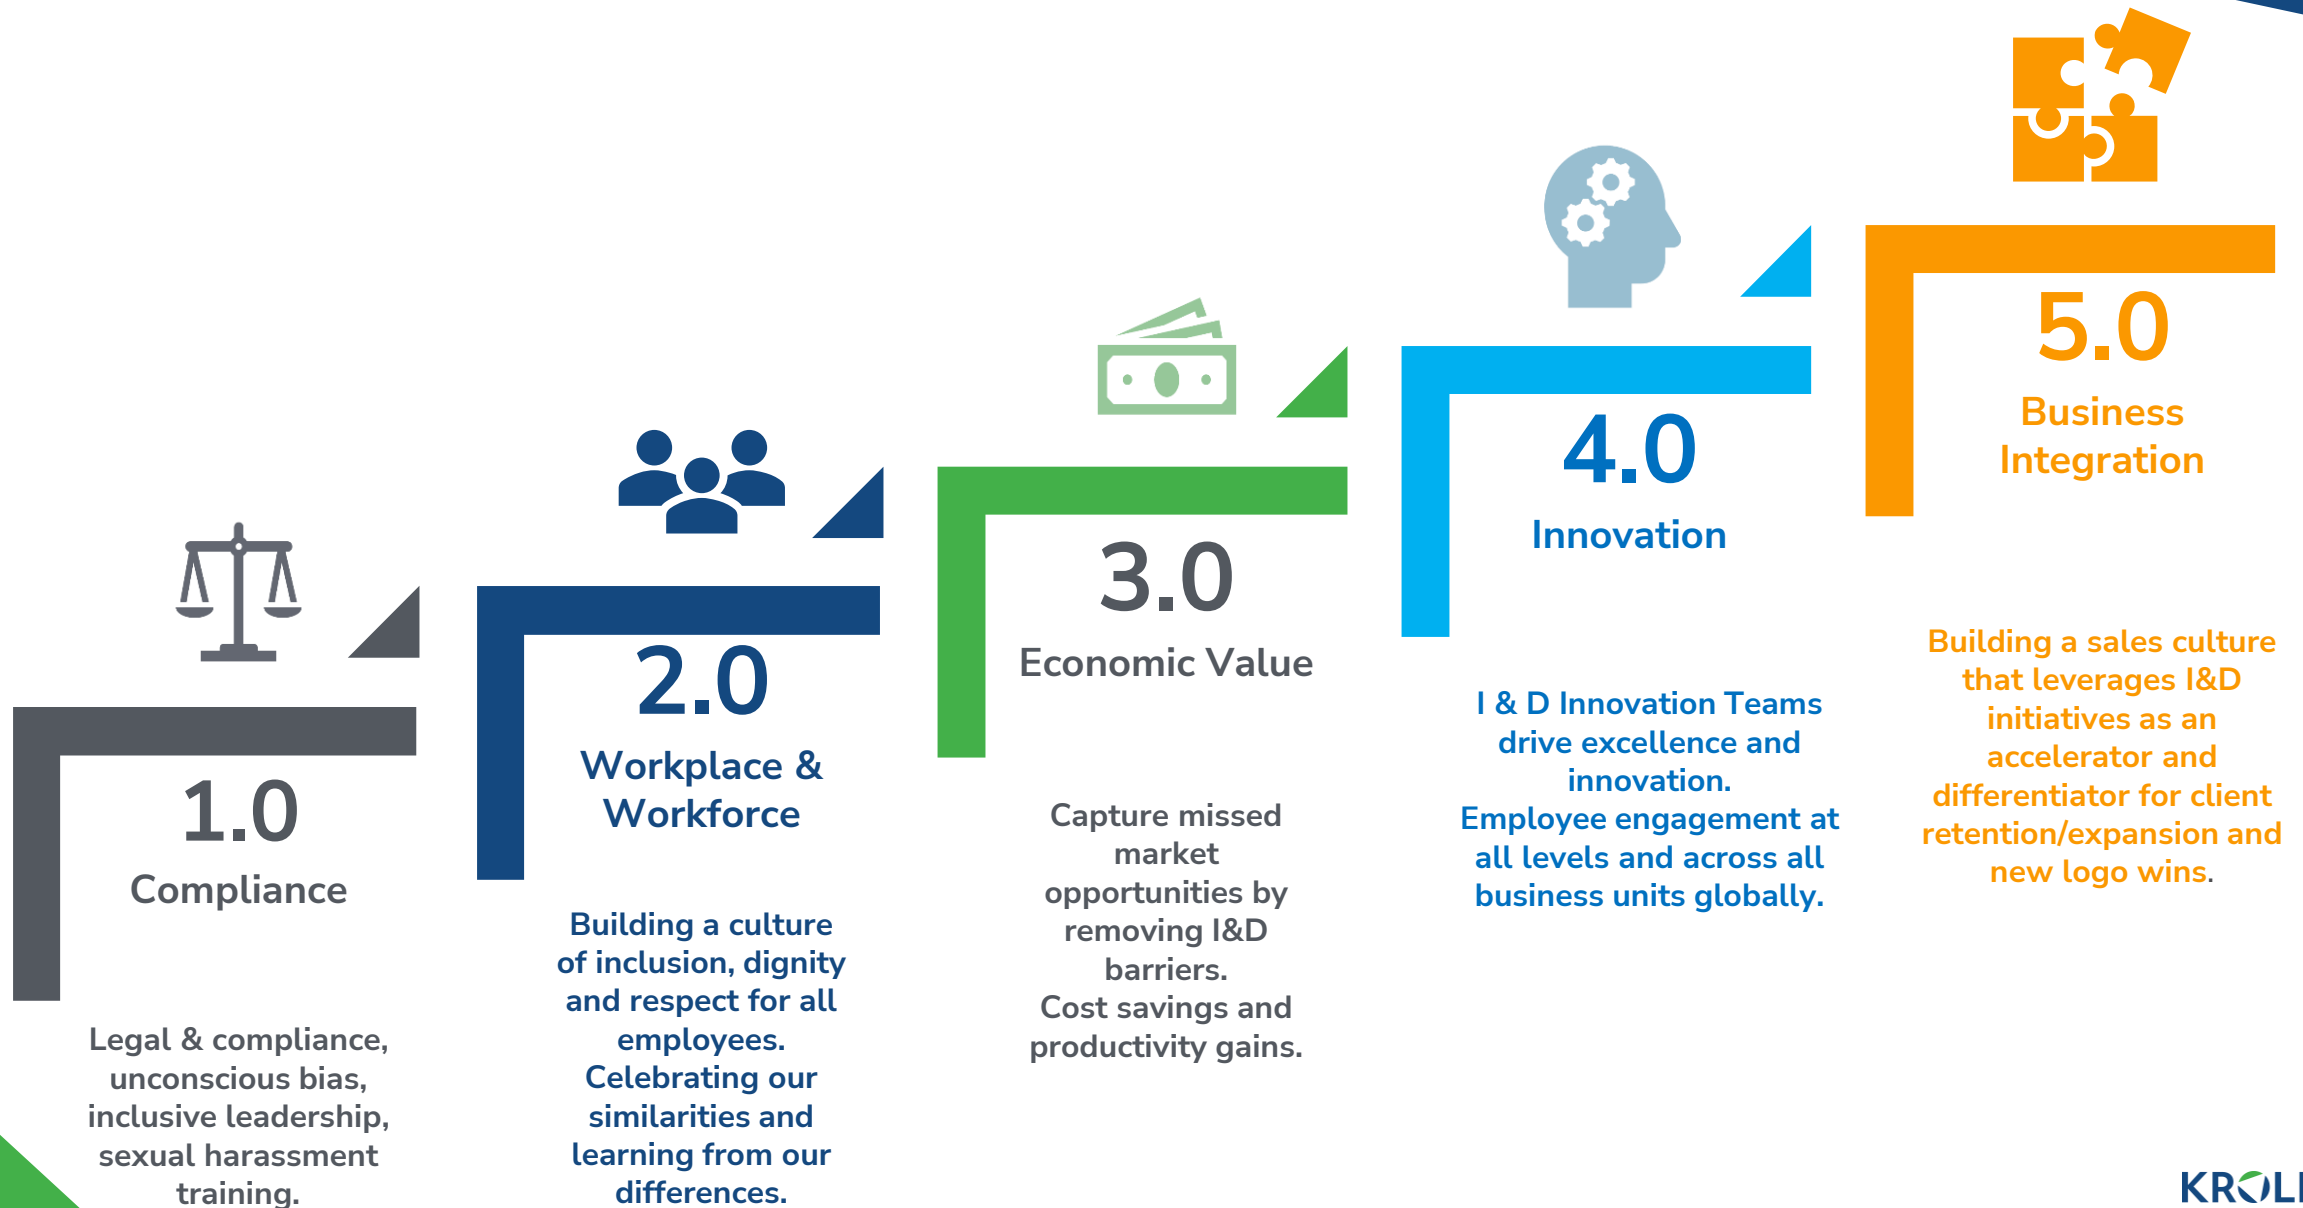 1.0
Compliance
Legal & compliance,
unconscious bias,
inclusive leadership,
sexual harassment
training.
2.0
Workplace &
Workforce
Building a culture
of inclusion, dignity
and respect for all
employees.
Celebrating our
similarities and
learning from our
differences.
3.0
Economic Value
Capture missed
market
opportunities by
removing I&D
barriers.
Cost savings and
productivity gains.
4.0
Innovation
I & D Innovation Teams
drive excellence and
innovation.
Employee engagement at
all levels and across all
business units globally.
5.0
Business
Integration
Building a sales culture
that leverages I&D
initiatives as an
accelerator and
differentiator for client
retention/expansion and
new logo wins.
KROLL